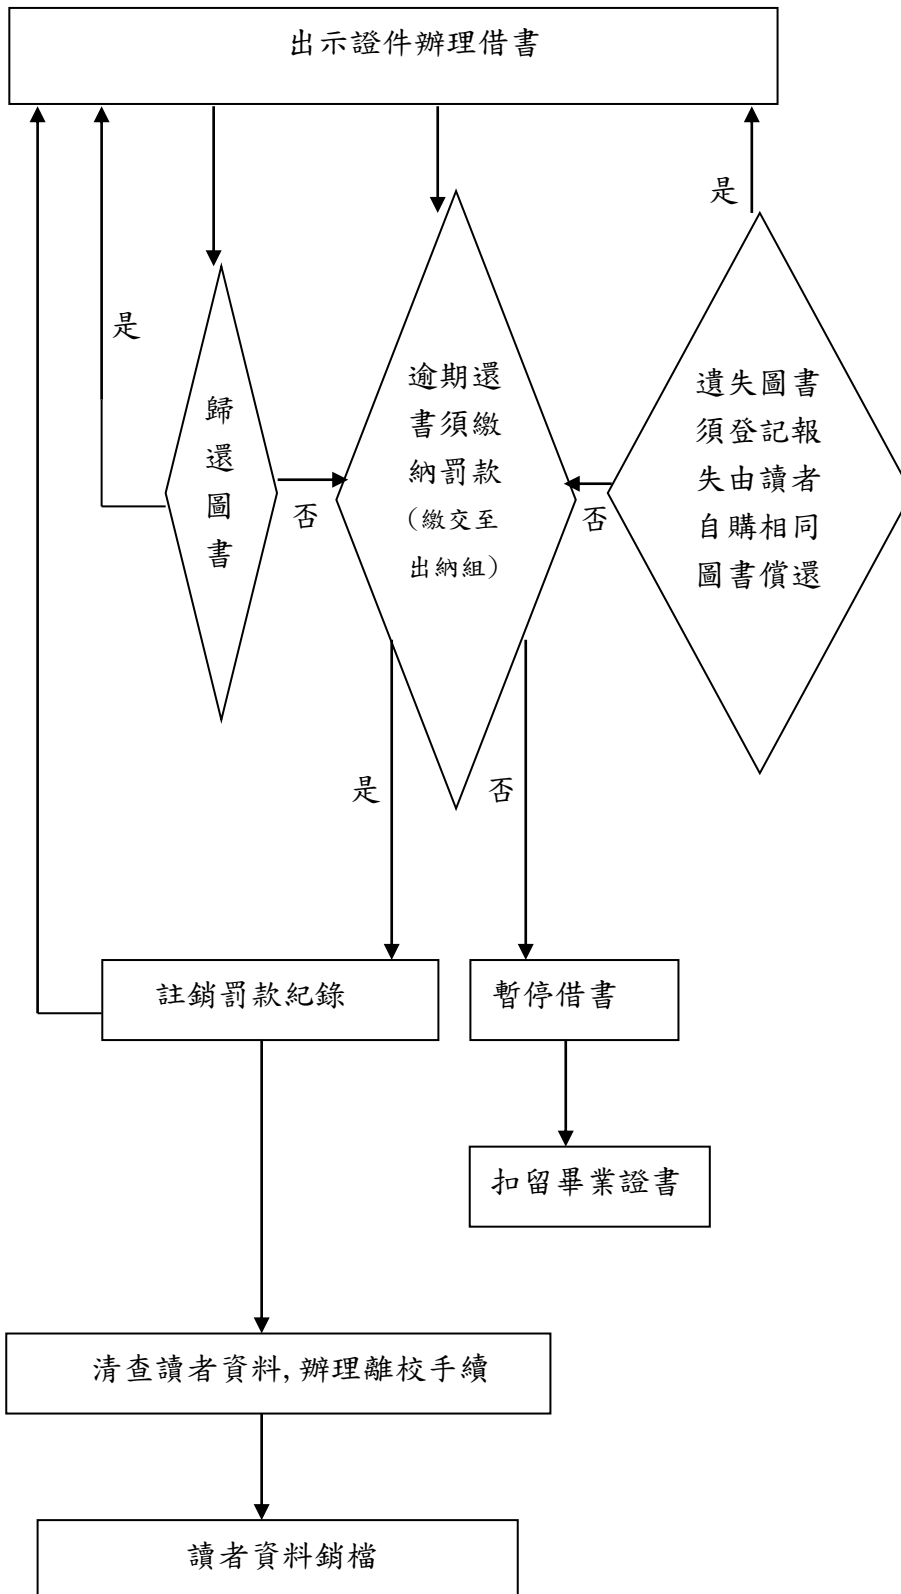 出示證件辦理借書
是
是
歸
還
圖
書
否
逾期還
書須繳
納罰款
(繳交至
出納組)
否
遺失圖書
須登記報
失由讀者
自購相同
圖書償還
是
否
註銷罰款紀錄
暫停借書
扣留畢業證書
清查讀者資料,辦理離校手續
讀者資料銷檔